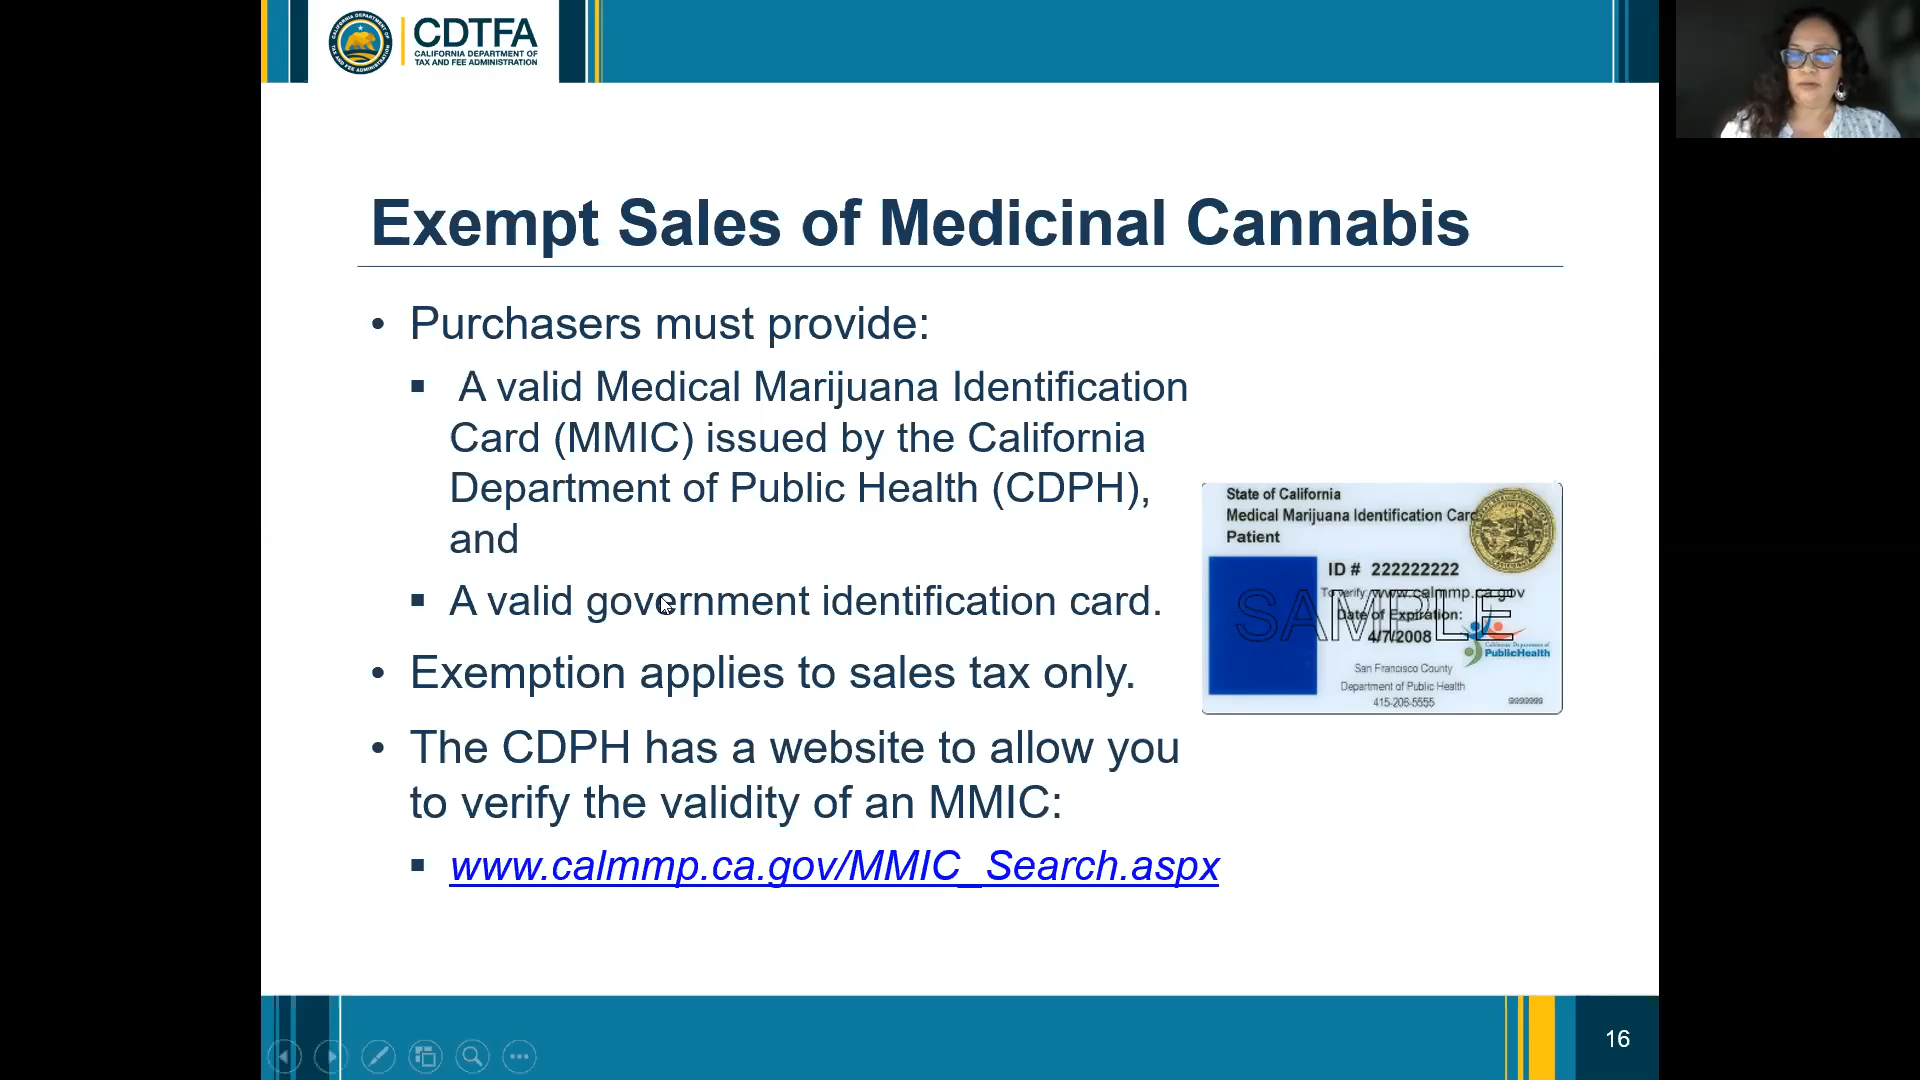 CDTFA
CALIFORNIA DEPARTMENT OF
TAX AND FEE ADMINISTRATION
Exempt Sales of Medicinal Cannabis
• Purchasers must provide:
▪ A valid Medical Marijuana Identification
Card (MMIC) issued by the California
Department of Public Health (CDPH),
and
▪ A valid government identification card.
• Exemption applies to sales tax only.
• The CDPH has a website to allow you
to verify the validity of an MMIC:
▪ www.calmmp.ca.gov/MMIC_Search.aspx
State of California
Medical Marijuana Identification Card
Patient
ID # 222222222
To verify: www.calmmp.ca.gov
Date of Expiration:
4/7/2008
SAMPLE
California Department of
PublicHealth
San Francisco County
Department of Public Health
415-206-5555
9999999
16